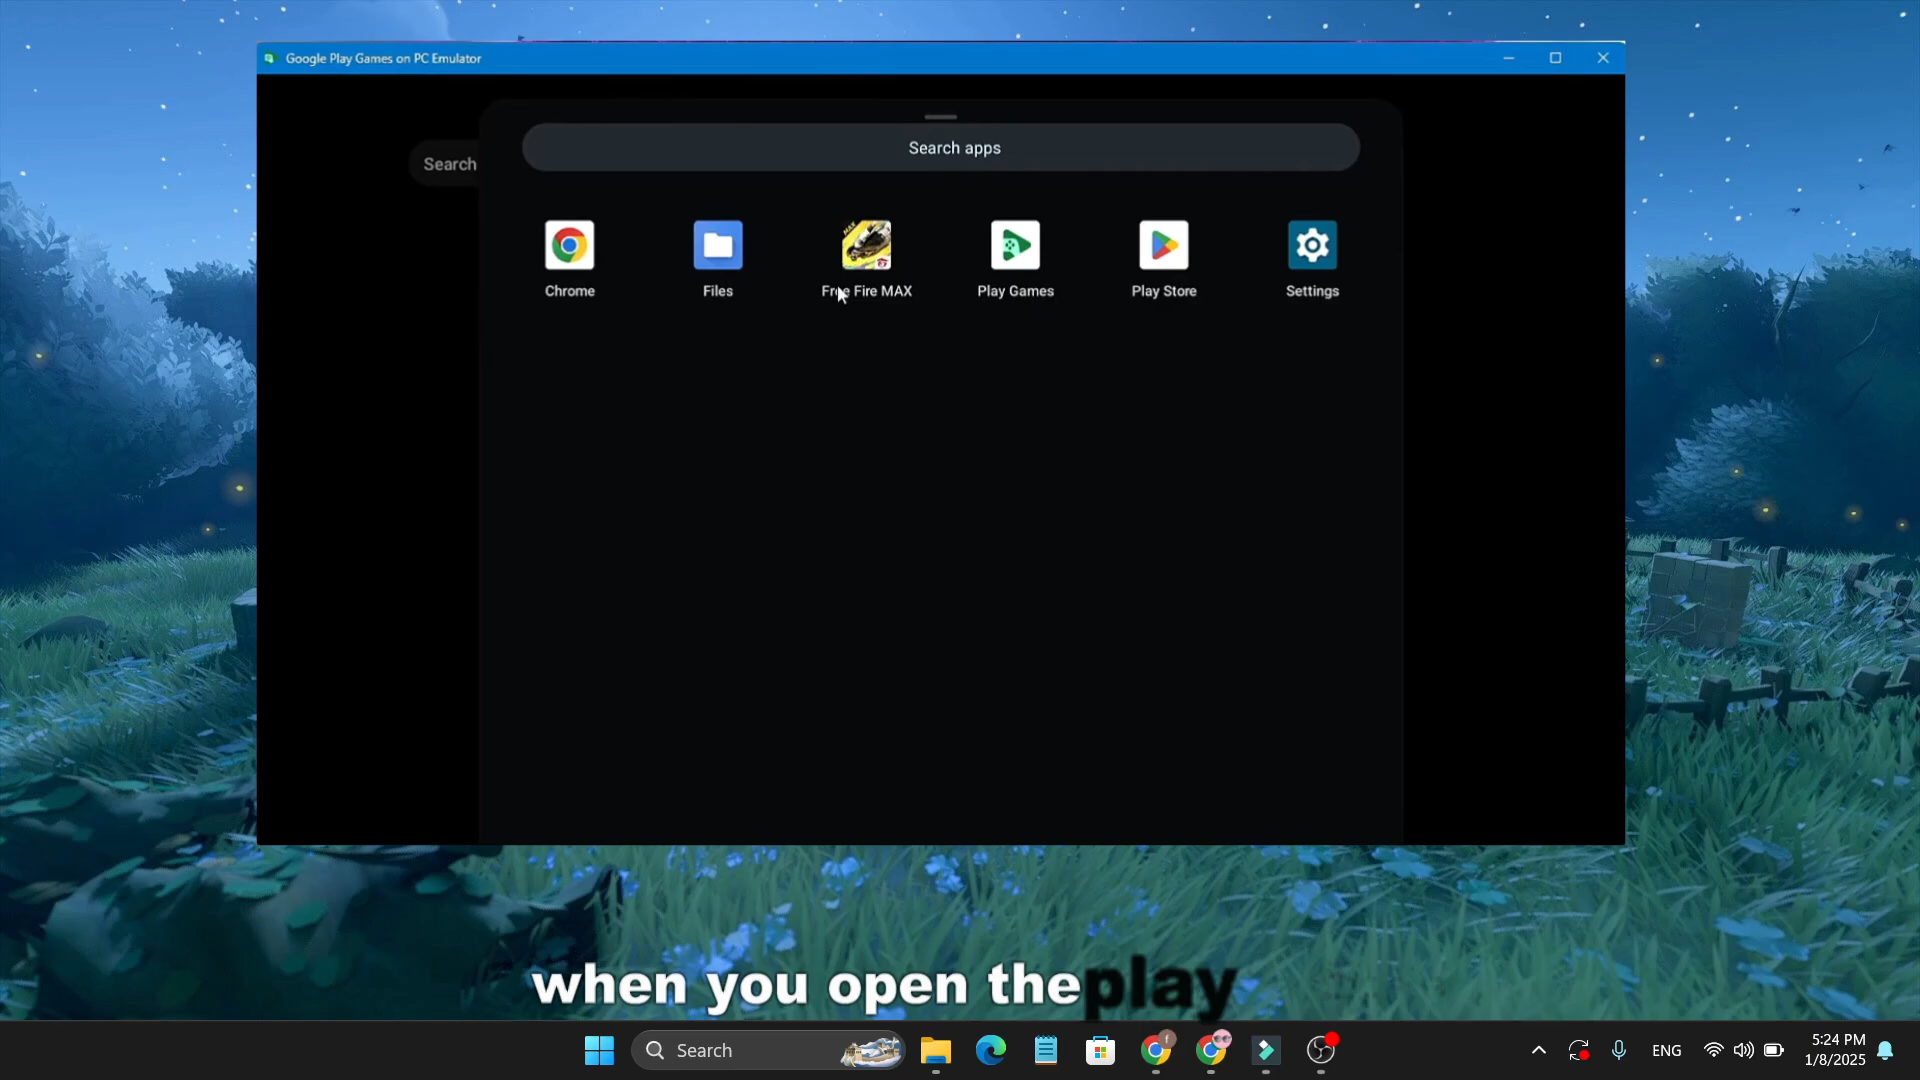 Google Play Games on PC Emulator
Search apps
Search
Chrome
Files
Free Fire MAX
Play Games
Play Store
Settings
when you open the play
Search
ENG
5:24 PM
1/8/2025